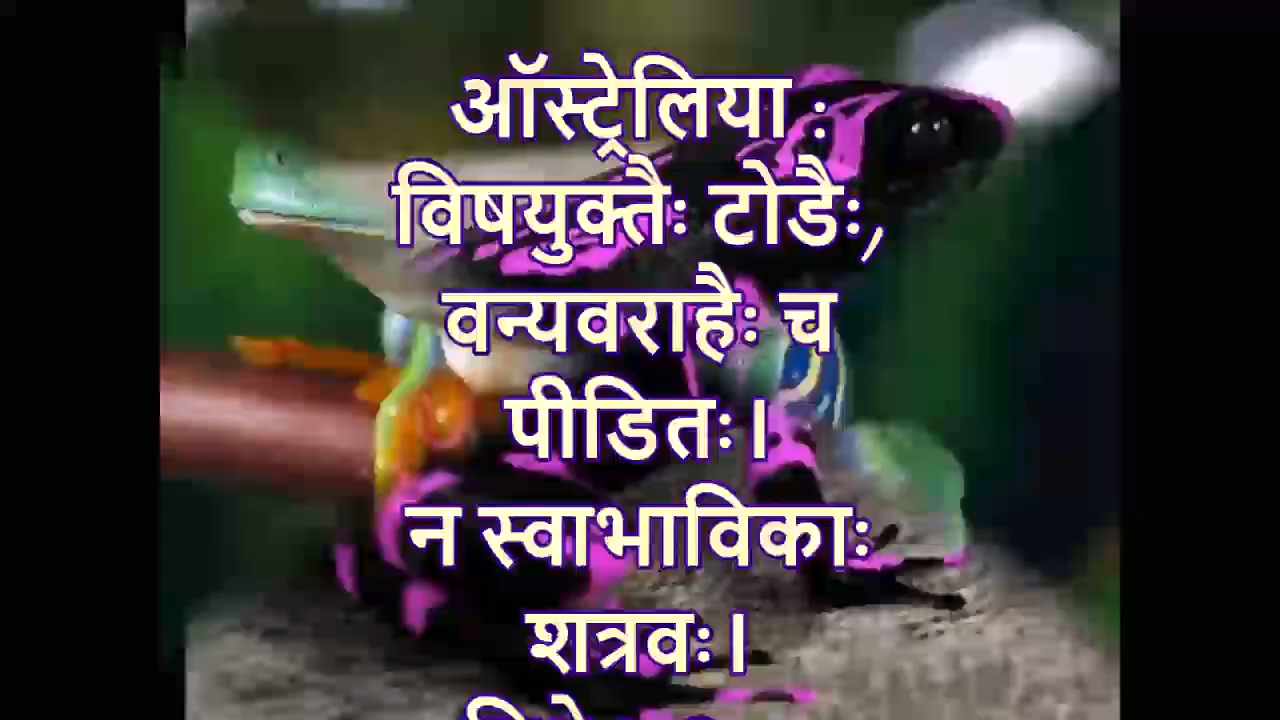 ऑस्ट्रेलिया :
विषयुक्तैः टोडैः,
वन्यवराहैः च
पीडितः।
न स्वाभाविकाः
शत्रवः।